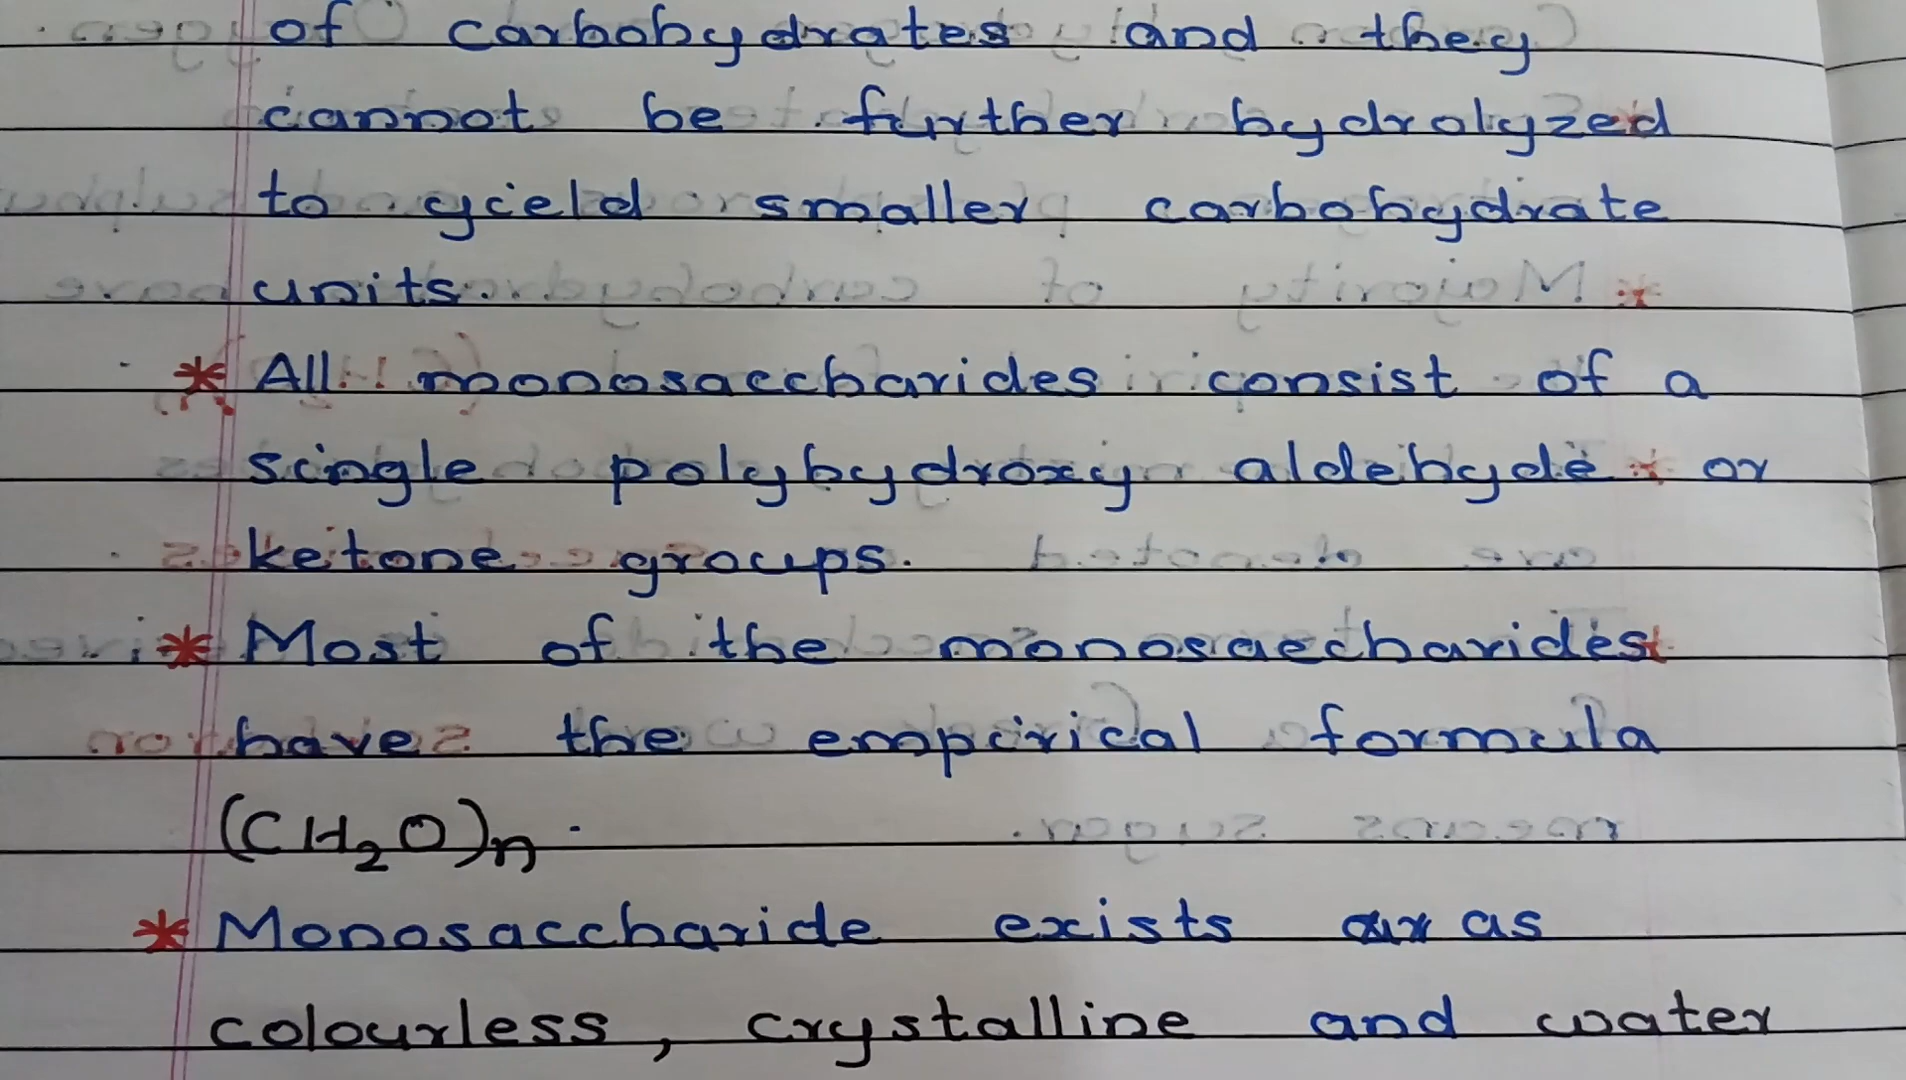 of carbohydrates and they
cannot be further hydrolyzed
to yield smaller carbohydrate
units.
* All monosaccharides consist of a
single polyhydroxy aldehyde or
ketone groups.
* Most of the monosaccharides
have the empirical formula
(CH₂O)n.
* Monosaccharide exists as
colourless, crystalline and water